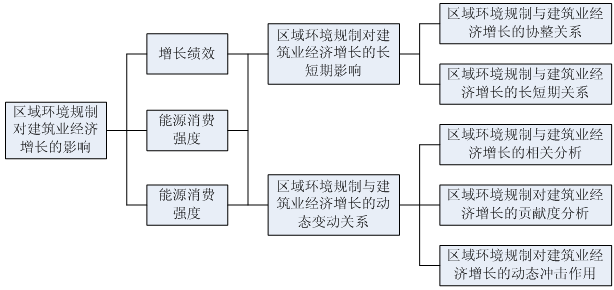 区域环境规制
对建筑业经济
增长的影响
增长绩效
能源消费
强度
能源消费
强度
区域环境规制对建
筑业经济增长的长
短期影响
区域环境规制与建
筑业经济增长的动
态变动关系
区域环境规制与建筑业经
济增长的协整关系
区域环境规制与建筑业经
济增长的长短期关系
区域环境规制与建筑业经
济增长的相关分析
区域环境规制对建筑业经
济增长的贡献度分析
区域环境规制对建筑业经
济增长的动态冲击作用